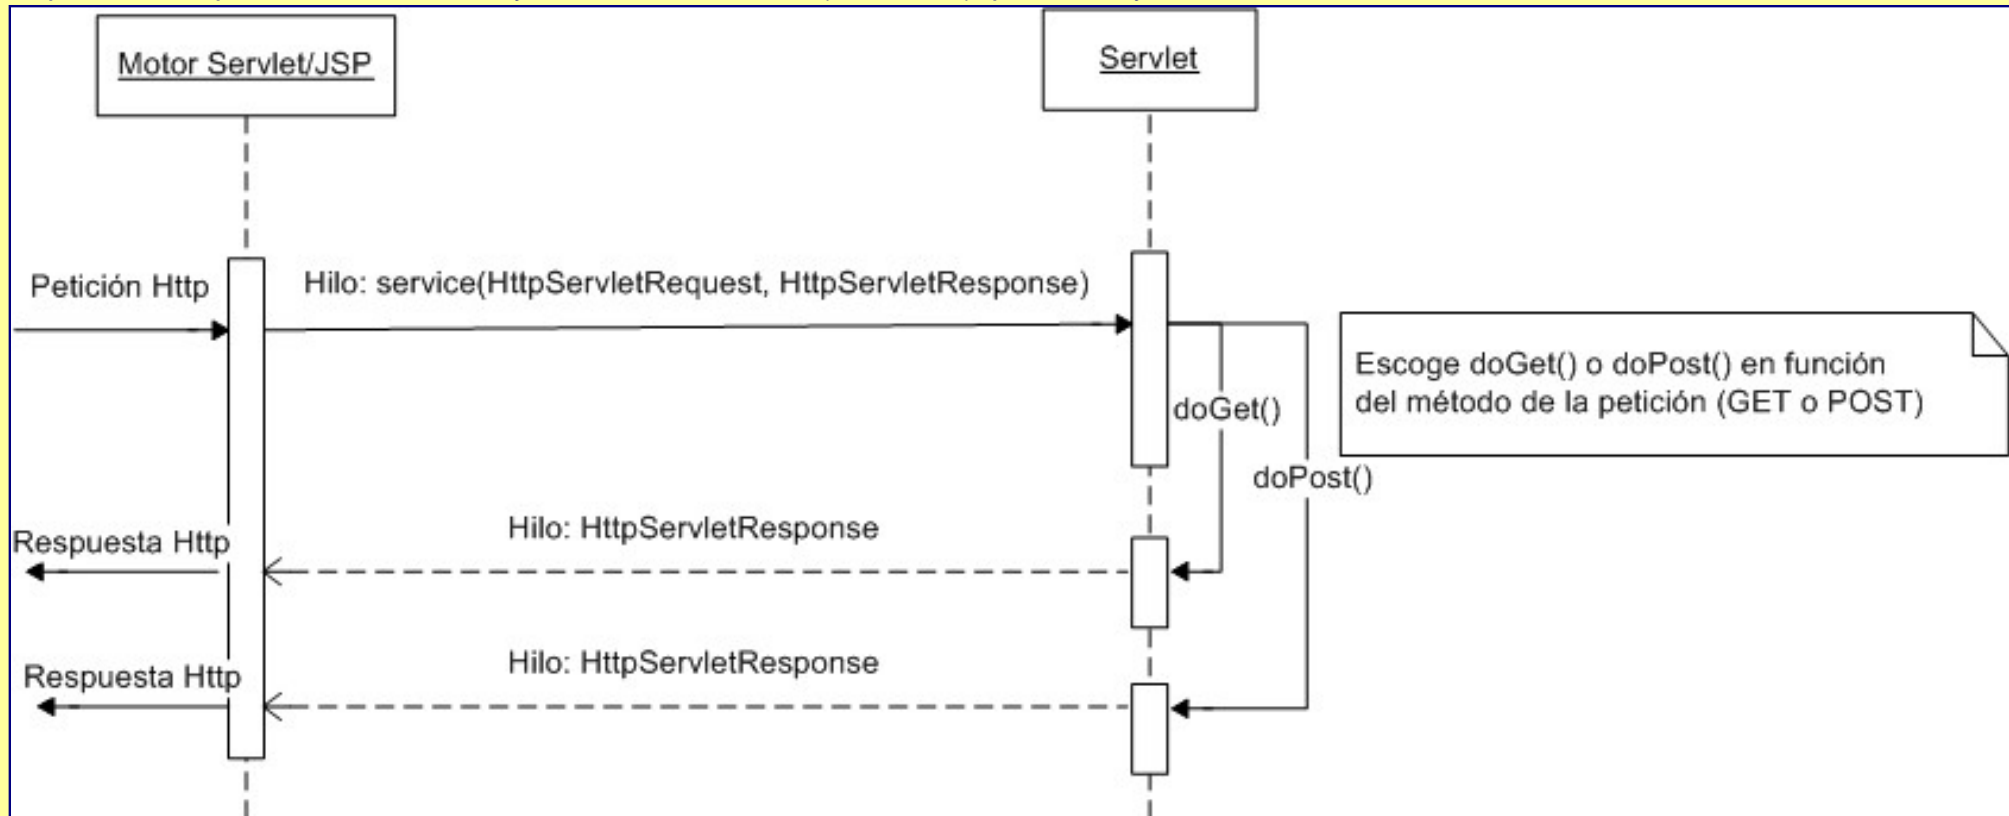 Motor Servlet/JSP
Servlet
Petición Http
Hilo: service(HttpServletRequest, HttpServletResponse)
Escoge doGet() o doPost() en función
del método de la petición (GET o POST)
doGet()
doPost()
Respuesta Http
Hilo: HttpServletResponse
Respuesta Http
Hilo: HttpServletResponse